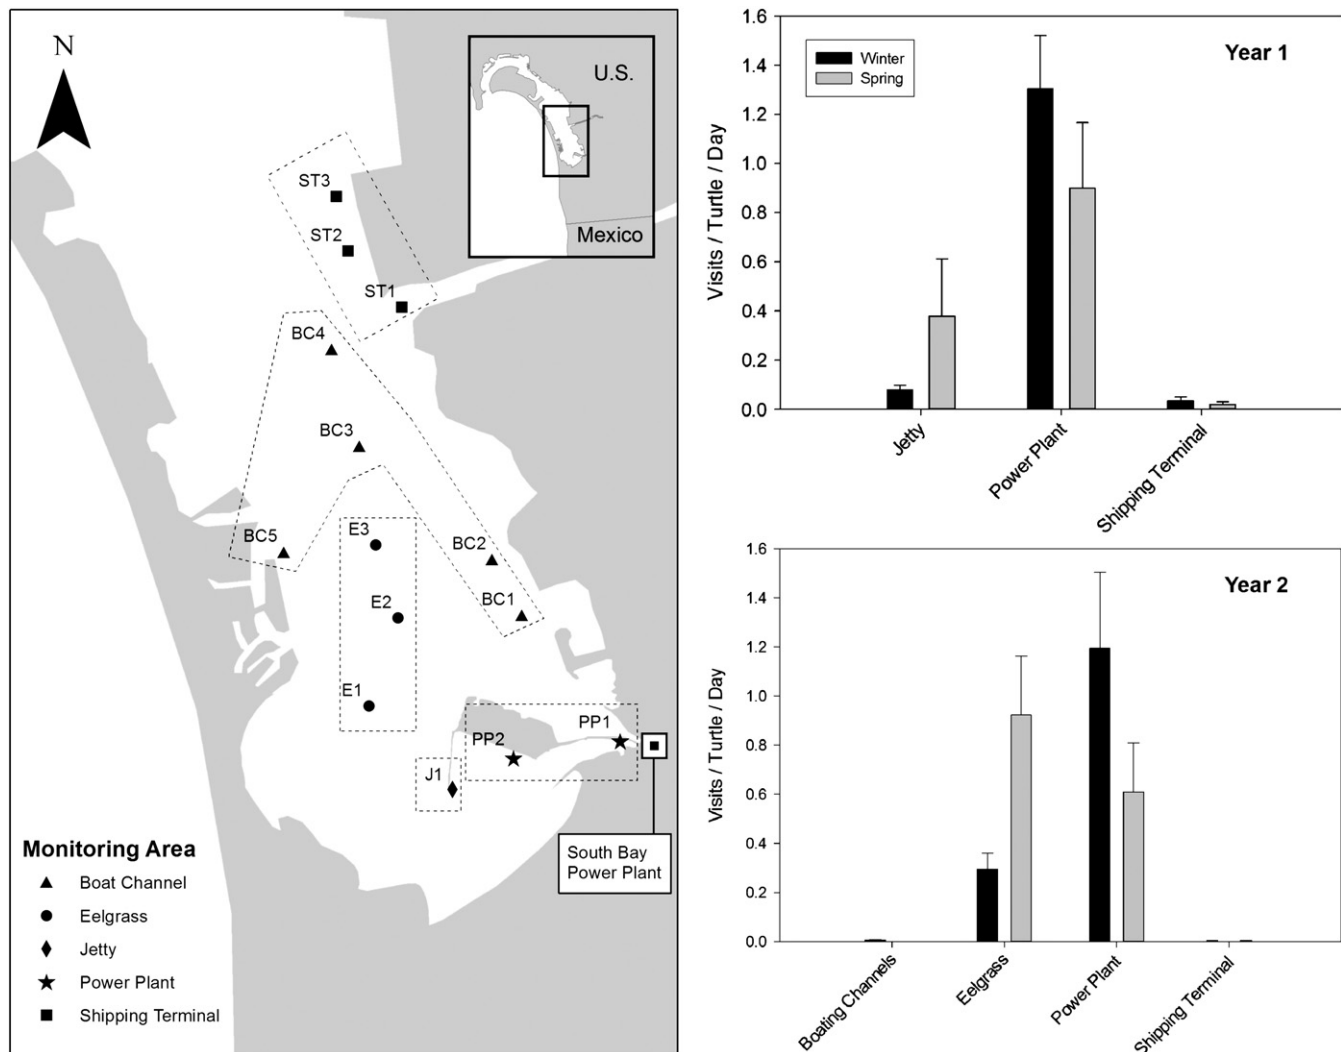 N
U.S.
Mexico
ST3
ST2
ST1
BC4
BC3
BC5
E3
BC2
BC1
E2
E1
PP1
PP2
J1
South Bay
Power Plant
Monitoring Area
Boat Channel
Eelgrass
Jetty
Power Plant
Shipping Terminal
Year 1
Winter
Spring
Visits / Turtle / Day
1.6
1.4
1.2
1.0
0.8
0.6
0.4
0.2
0.0
Jetty
Power Plant
Shipping Terminal
Year 2
Visits / Turtle / Day
1.6
1.4
1.2
1.0
0.8
0.6
0.4
0.2
0.0
Boating Channels
Eelgrass
Power Plant
Shipping Terminal